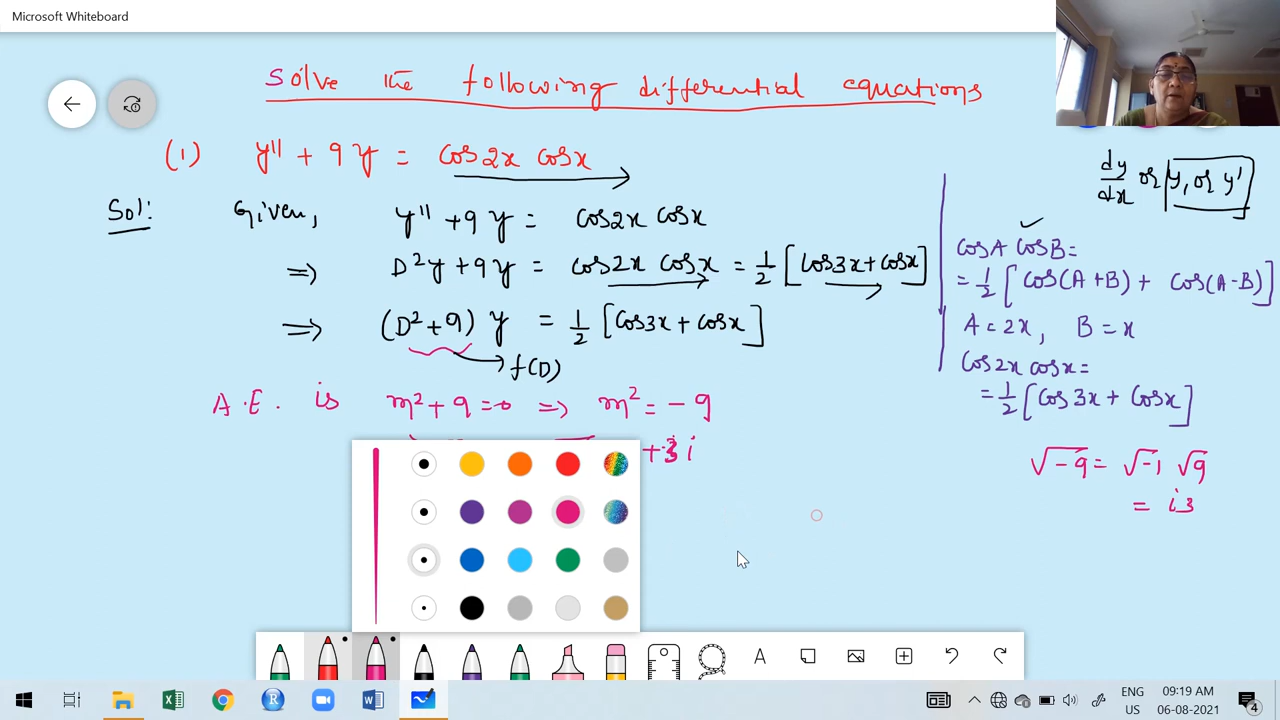 Microsoft Whiteboard
Solve the following differential equations
(1) y'' + 9y = cos2x cosx
Sol: Given, y'' + 9y = cos2x cosx
⇒ D²y + 9y = cos2x cosx = 1/2 [cos3x + cosx]
⇒ (D² + 9) y = 1/2 [cos3x + cosx]
→ f(D)
A.E. is m² + 9 = 0 ⇒ m² = -9
+3i
dy/dx or y, or y'
cosA cosB =
= 1/2 [cos(A+B) + cos(A-B)]
A = 2x, B = x
cos2x cosx =
= 1/2 [cos3x + cosx]
√-9 = √-1 √9
= i3
A
ENG
US
09:19 AM
06-08-2021
4